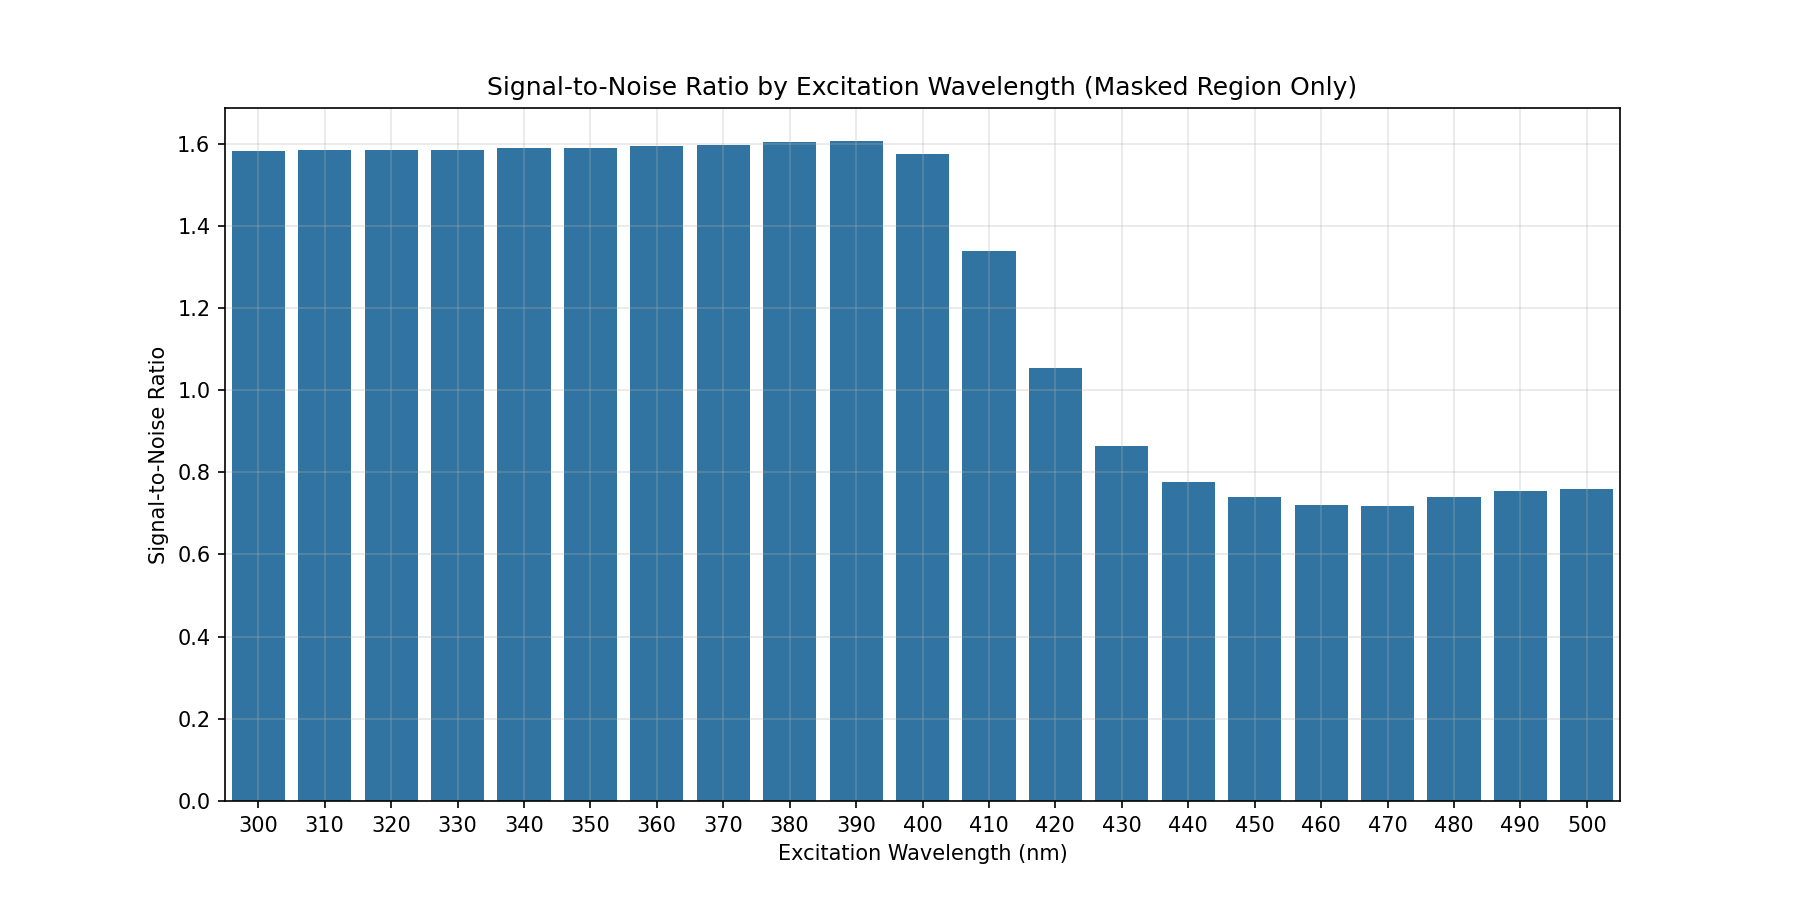 Signal-to-Noise Ratio by Excitation Wavelength (Masked Region Only)
Signal-to-Noise Ratio
1.6
1.4
1.2
1.0
0.8
0.6
0.4
0.2
0.0
300 310 320 330 340 350 360 370 380 390 400 410 420 430 440 450 460 470 480 490 500
Excitation Wavelength (nm)